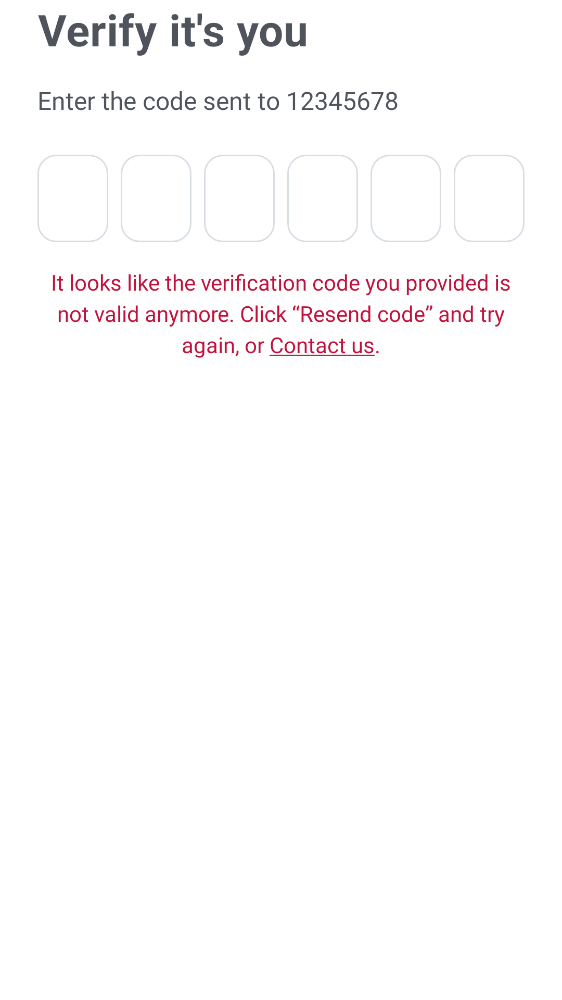 Verify it's you
Enter the code sent to 12345678
It looks like the verification code you provided is
not valid anymore. Click “Resend code” and try
again, or Contact us.